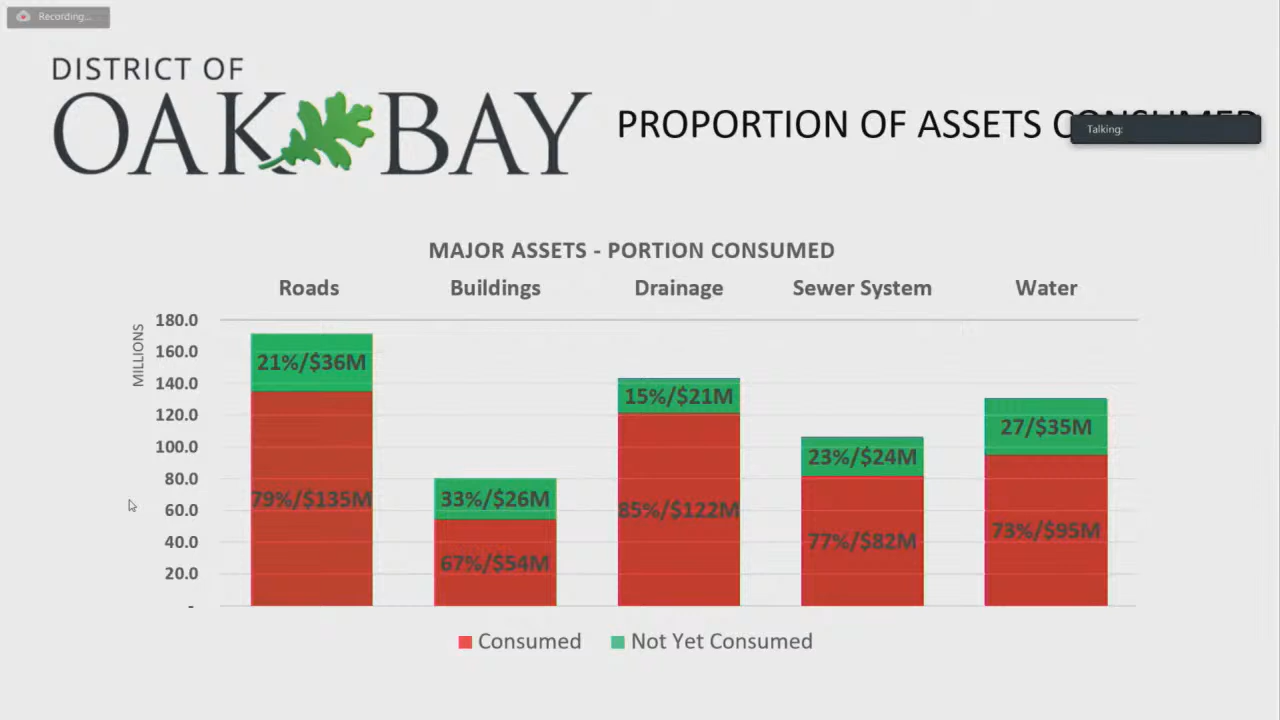 Recording...
DISTRICT OF
OAK BAY
PROPORTION OF ASSETS CONSUMED
Talking:
MAJOR ASSETS - PORTION CONSUMED
Roads Buildings Drainage Sewer System Water
MILLIONS
180.0
160.0
140.0
120.0
100.0
80.0
60.0
40.0
20.0
-
21%/$36M
79%/$135M
33%/$26M
67%/$54M
15%/$21M
85%/$122M
23%/$24M
77%/$82M
27/$35M
73%/$95M
Consumed Not Yet Consumed